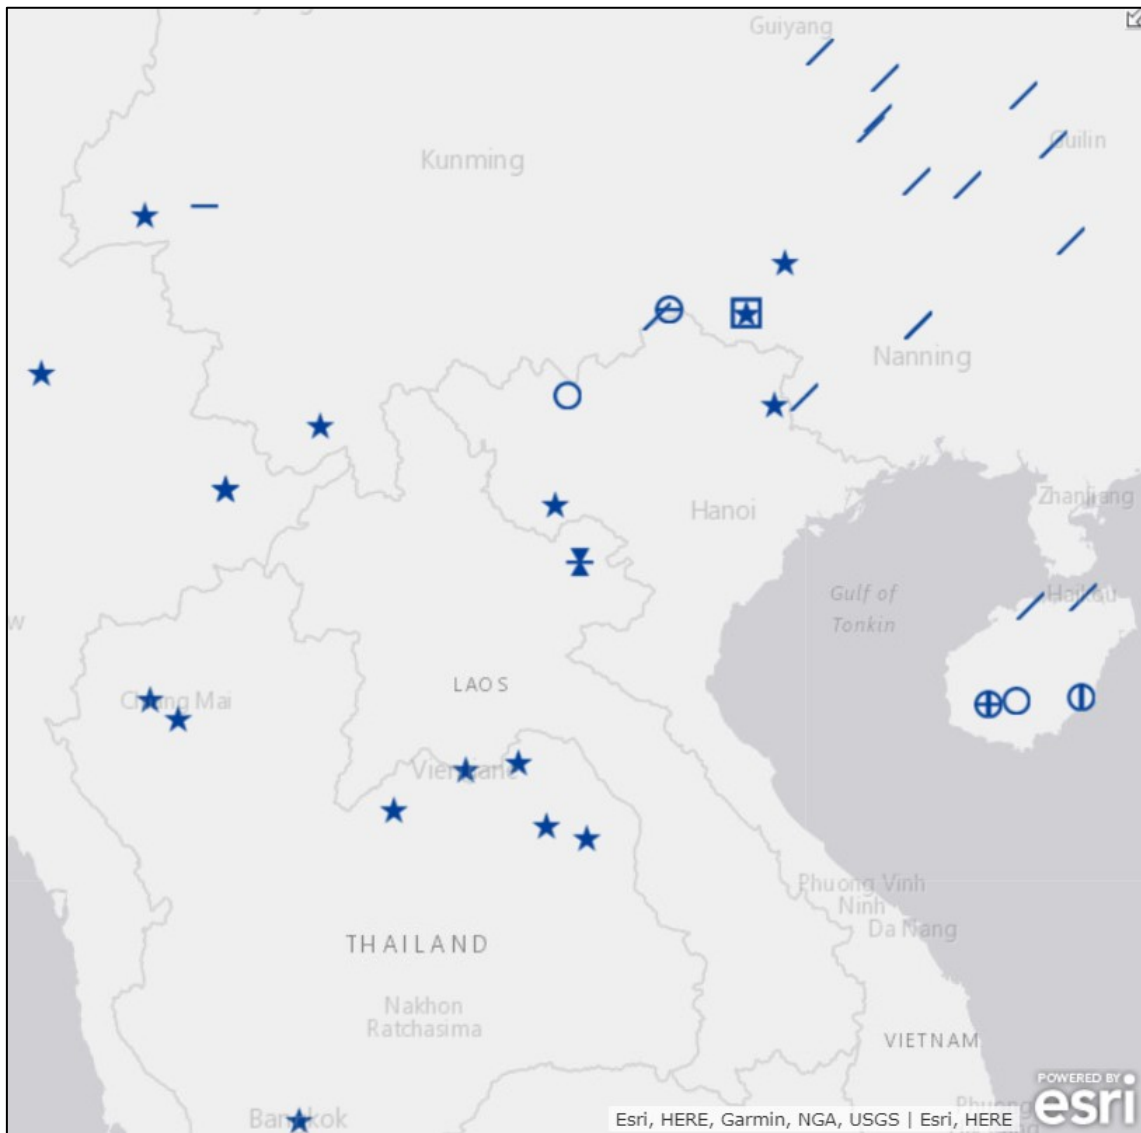 Guiyang
Guilin
Kunming
Nanning
Hanoi
Zhanjiang
Gulf of
Tonkin
Haikou
LAOS
Chiang Mai
Vientiane
Phuong Vinh
Ninh
Da Nang
THAILAND
Nakhon
Ratchasima
VIETNAM
POWERED BY
esri
Bangkok
Esri, HERE, Garmin, NGA, USGS | Esri, HERE